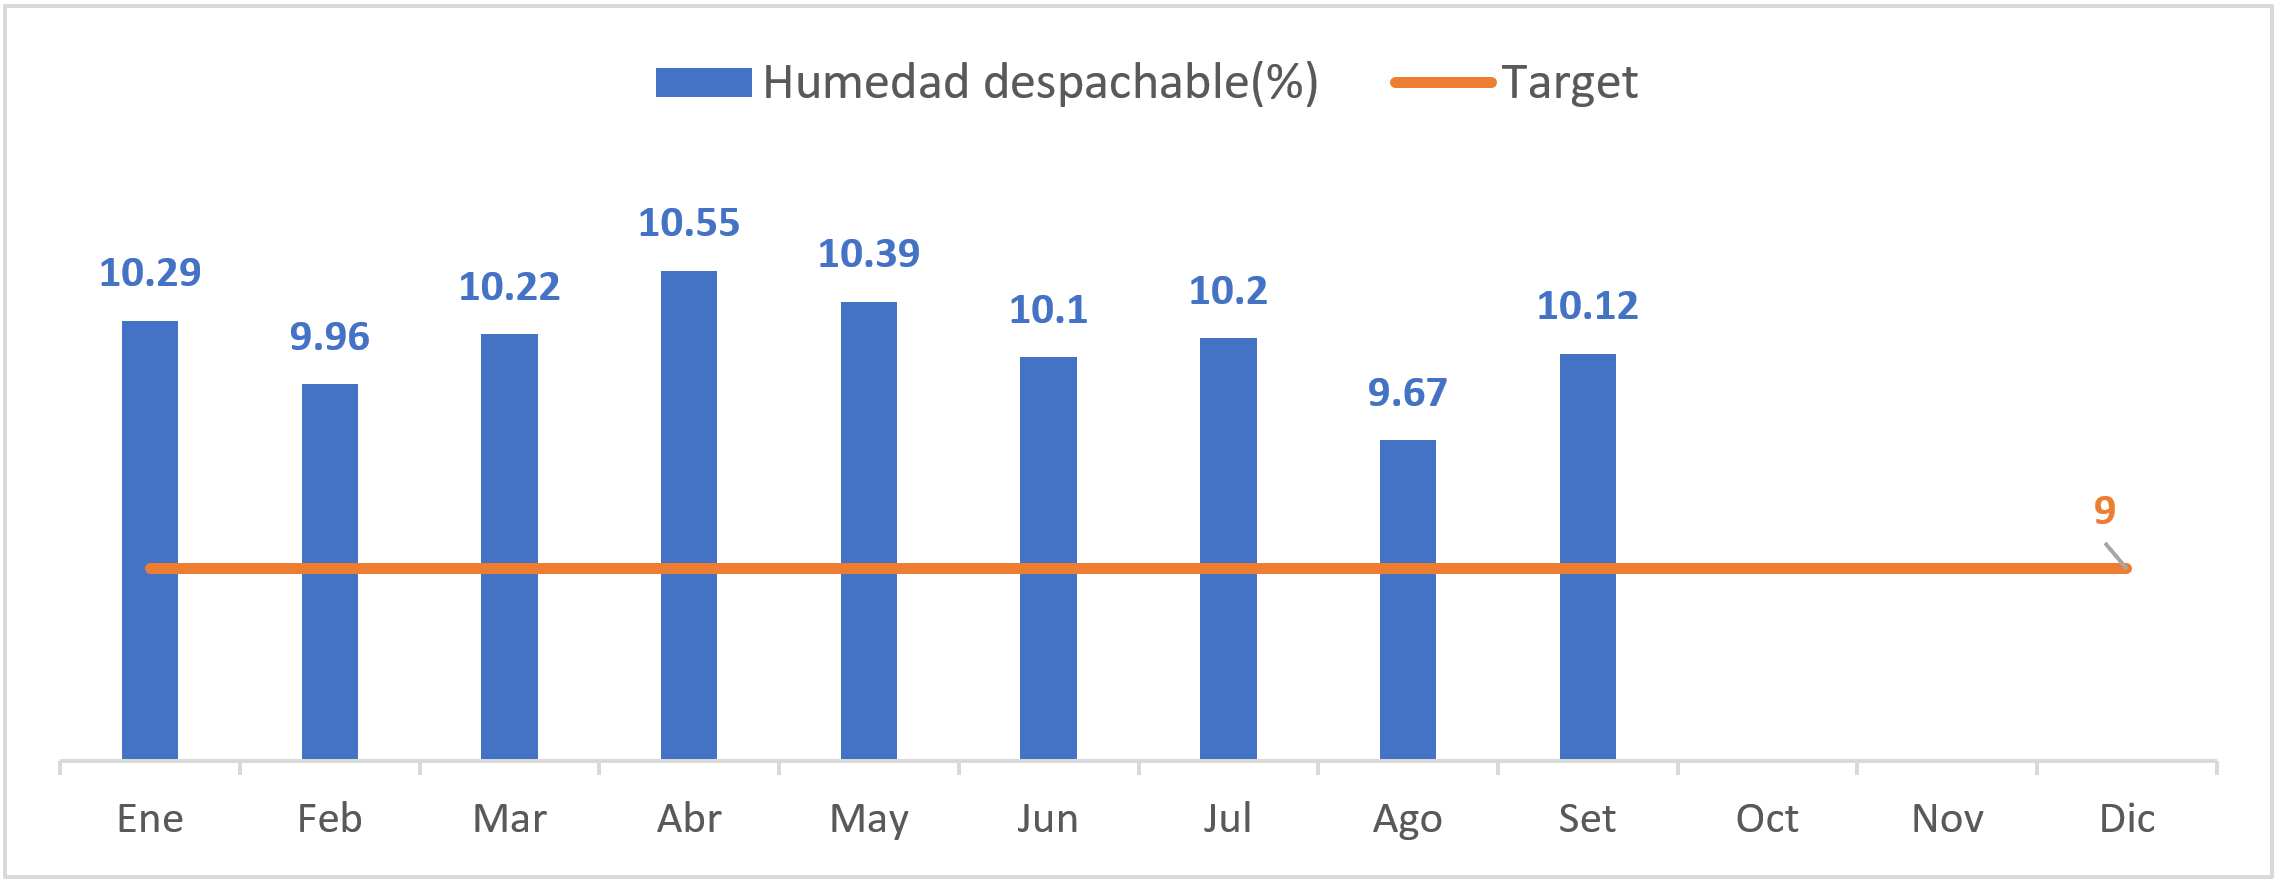 Humedad despachable(%) Target
10.29 9.96 10.22 10.55 10.39 10.1 10.2 9.67 10.12 9
Ene Feb Mar Abr May Jun Jul Ago Set Oct Nov Dic